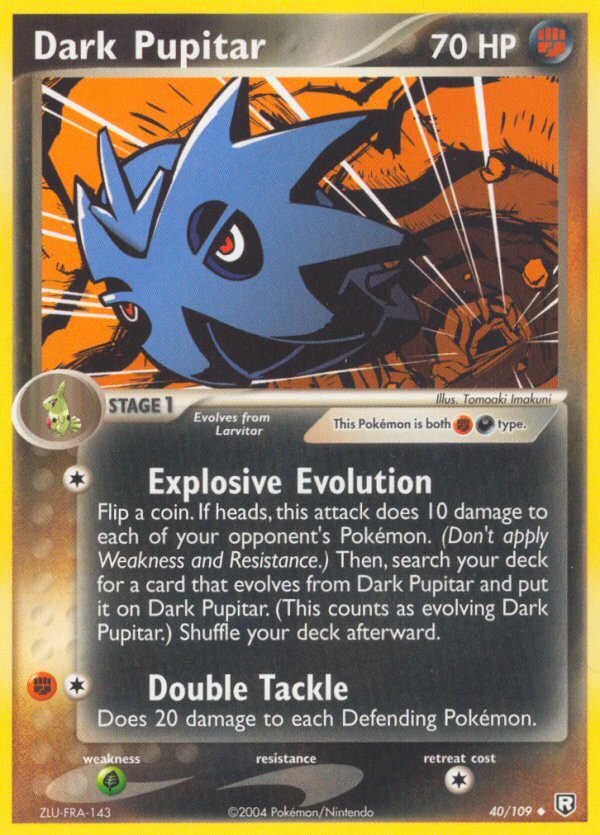 Dark Pupitar
70 HP
Illus. Tomoaki Imakuni
STAGE 1
Evolves from
Larvitar
This Pokémon is both type.
Explosive Evolution
Flip a coin. If heads, this attack does 10 damage to
each of your opponent's Pokémon. (Don't apply
Weakness and Resistance.) Then, search your deck
for a card that evolves from Dark Pupitar and put
it on Dark Pupitar. (This counts as evolving Dark
Pupitar.) Shuffle your deck afterward.
Double Tackle
Does 20 damage to each Defending Pokémon.
weakness resistance retreat cost
ZLU-FRA-143 ©2004 Pokémon/Nintendo 40/109 R